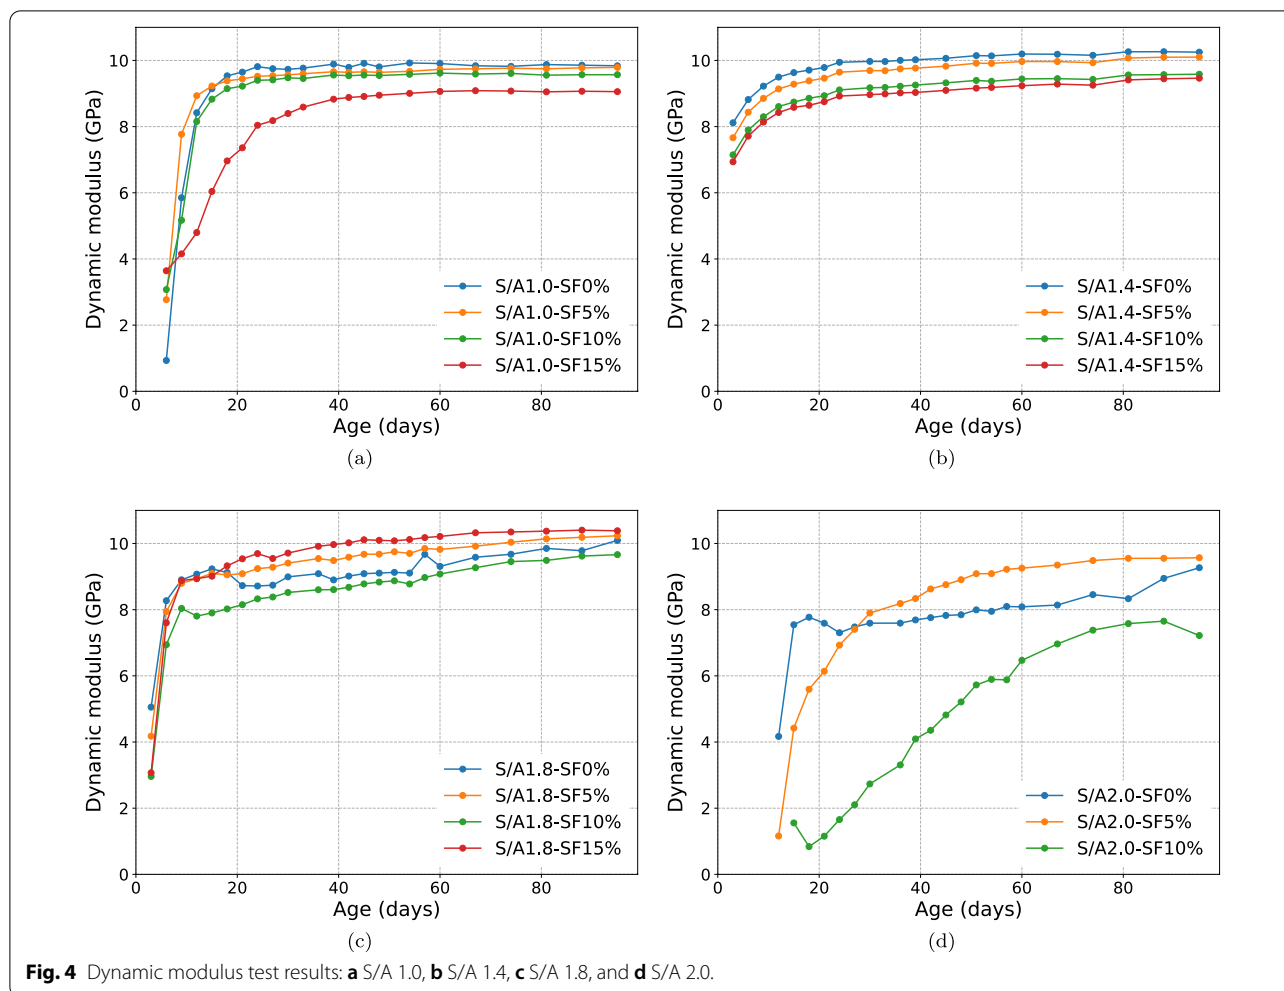 10
8
6
4
2
0
Dynamic modulus (GPa)
S/A1.0-SF0%
S/A1.0-SF5%
S/A1.0-SF10%
S/A1.0-SF15%
0 20 40 60 80
Age (days)
(a)
10
8
6
4
2
0
Dynamic modulus (GPa)
S/A1.4-SF0%
S/A1.4-SF5%
S/A1.4-SF10%
S/A1.4-SF15%
0 20 40 60 80
Age (days)
(b)
10
8
6
4
2
0
Dynamic modulus (GPa)
S/A1.8-SF0%
S/A1.8-SF5%
S/A1.8-SF10%
S/A1.8-SF15%
0 20 40 60 80
Age (days)
(c)
10
8
6
4
2
0
Dynamic modulus (GPa)
S/A2.0-SF0%
S/A2.0-SF5%
S/A2.0-SF10%
0 20 40 60 80
Age (days)
(d)
Fig. 4 Dynamic modulus test results: a S/A 1.0, b S/A 1.4, c S/A 1.8, and d S/A 2.0.